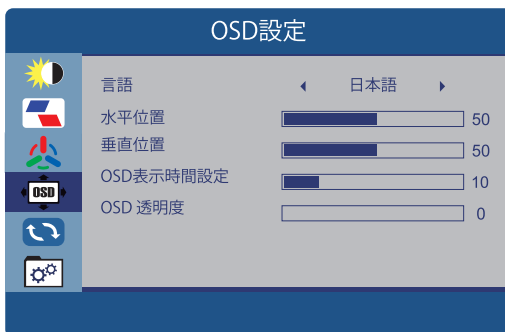 OSD設定
言語 日本語
水平位置 50
垂直位置 50
OSD表示時間設定 10
OSD 透明度 0
OSD